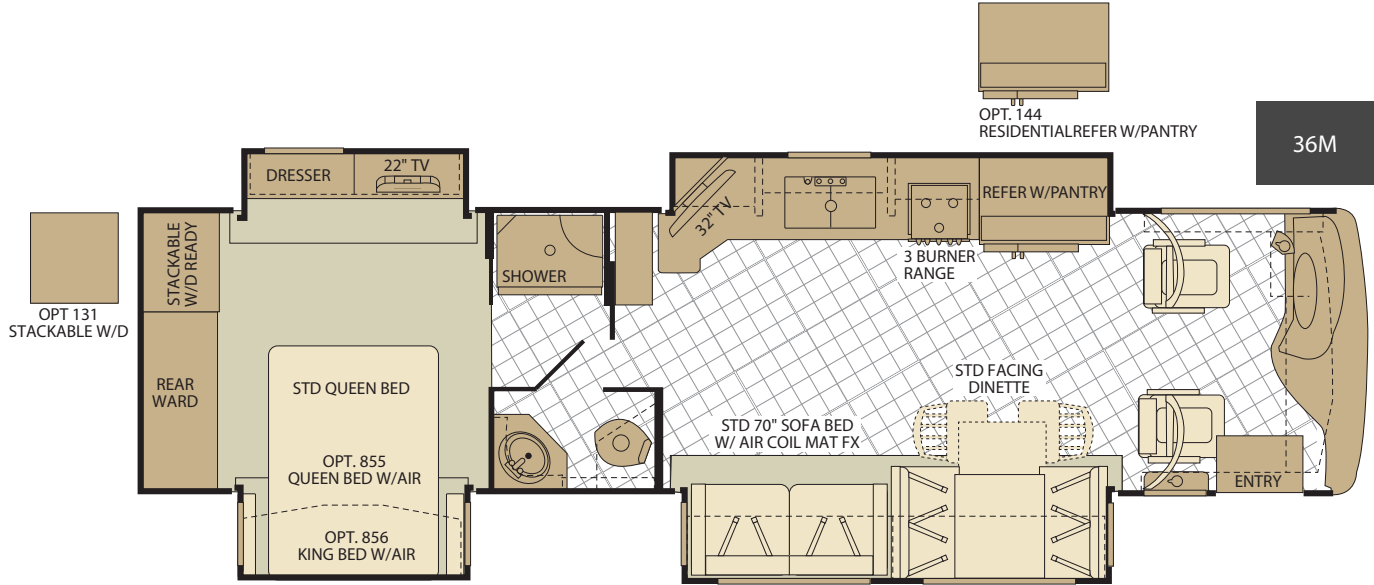 OPT. 144
RESIDENTIALREFER W/PANTRY
36M
DRESSER
22" TV
32" TV
REFER W/PANTRY
3 BURNER
RANGE
STACKABLE
W/D READY
SHOWER
OPT 131
STACKABLE W/D
REAR
WARD
STD QUEEN BED
STD FACING
DINETTE
STD 70" SOFA BED
W/ AIR COIL MAT FX
OPT. 855
QUEEN BED W/AIR
ENTRY
OPT. 856
KING BED W/AIR